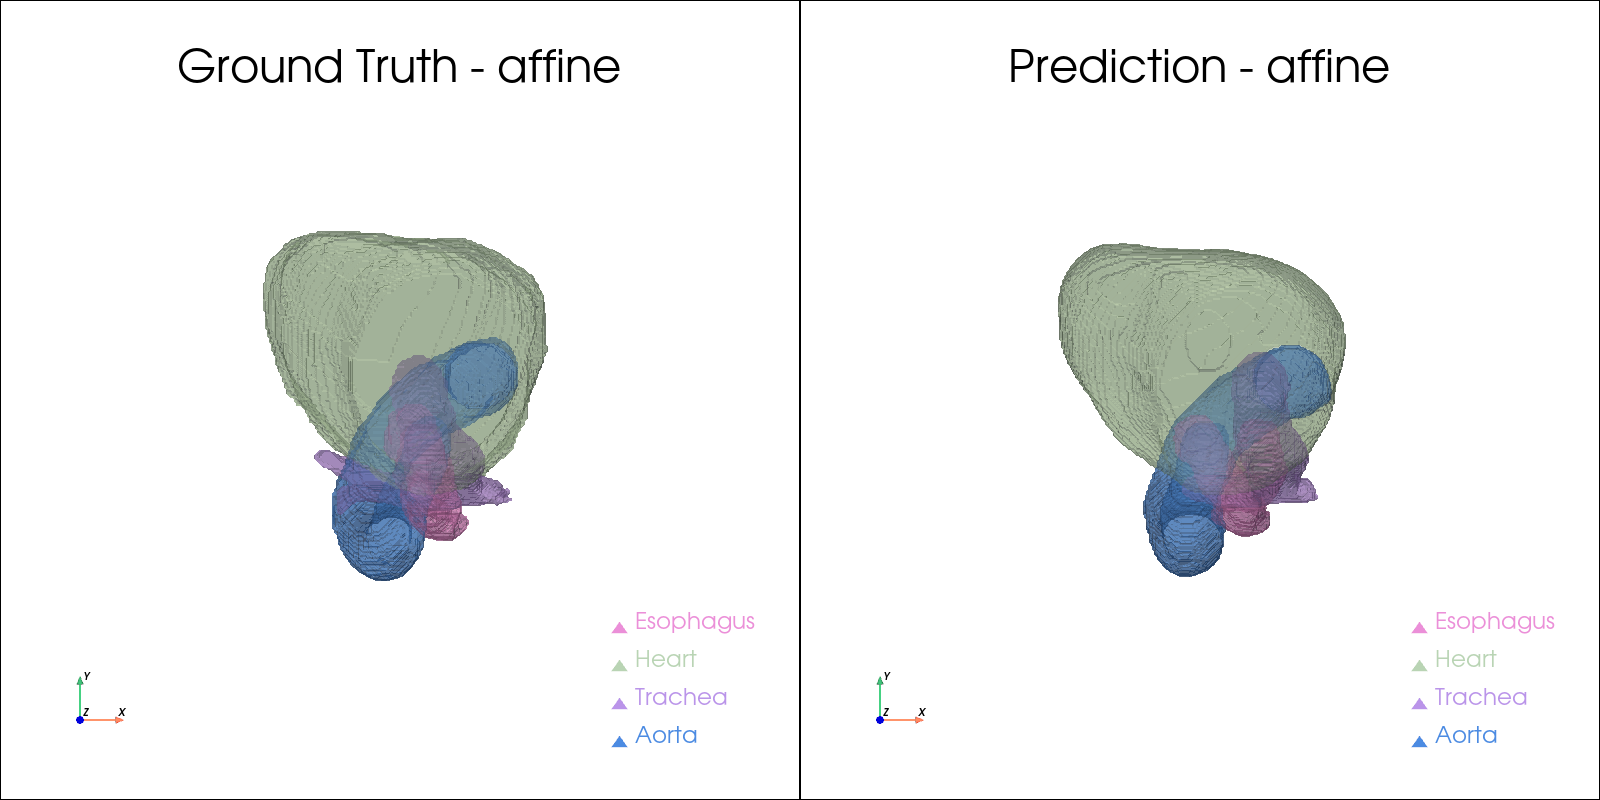 Ground Truth - affine
Esophagus
Heart
Trachea
Aorta
Y
Z
X
Prediction - affine
Esophagus
Heart
Trachea
Aorta
Y
Z
X